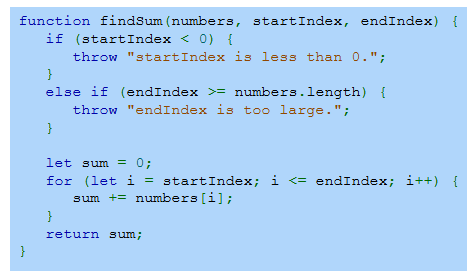 function findSum(numbers, startIndex, endIndex) {
   if (startIndex < 0) {
      throw "startIndex is less than 0.";
   }
   else if (endIndex >= numbers.length) {
      throw "endIndex is too large.";
   }

   let sum = 0;
   for (let i = startIndex; i <= endIndex; i++) {
      sum += numbers[i];
   }
   return sum;
}